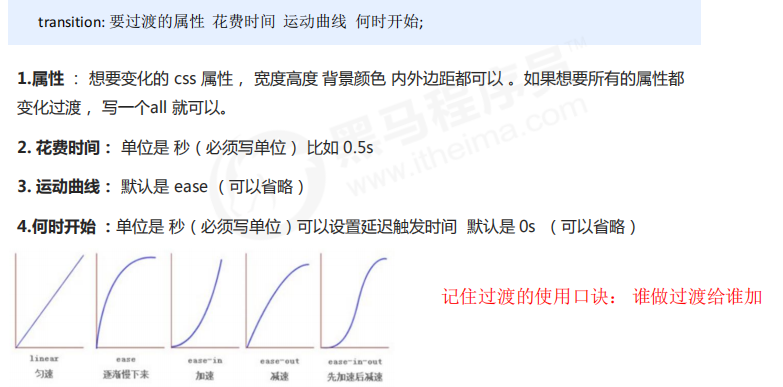 transition: 要过渡的属性 花费时间 运动曲线 何时开始;
1.属性 ： 想要变化的 css 属性， 宽度高度 背景颜色 内外边距都可以 。如果想要所有的属性都
变化过渡， 写一个all 就可以。
2. 花费时间： 单位是 秒（必须写单位） 比如 0.5s
3. 运动曲线： 默认是 ease （可以省略）
4.何时开始 ：单位是 秒（必须写单位）可以设置延迟触发时间 默认是 0s （可以省略）
黑马程序员™
www.itheima.com
记住过渡的使用口诀： 谁做过渡给谁加
linear ease ease-in ease-out ease-in-out
匀速 逐渐慢下来 加速 减速 先加速后减速